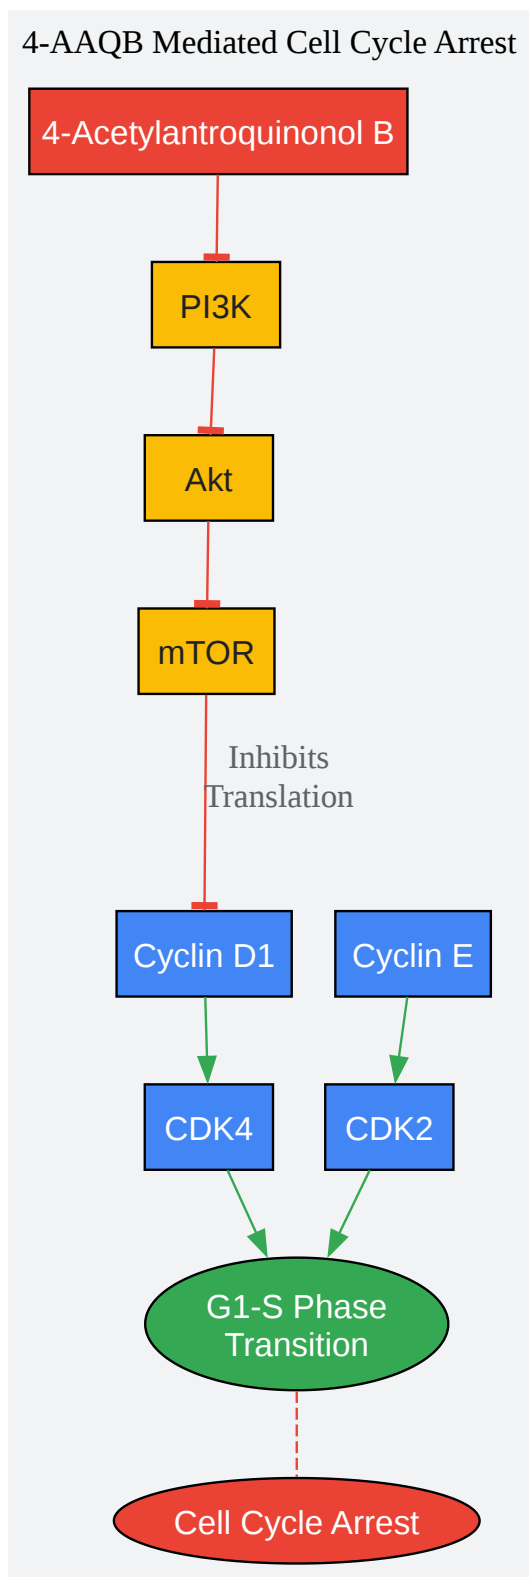 4-AAQB Mediated Cell Cycle Arrest
4-Acetylantroquinonol B
PI3K
Akt
mTOR
Inhibits
Translation
Cyclin D1
Cyclin E
CDK4
CDK2
G1-S Phase
Transition
Cell Cycle Arrest